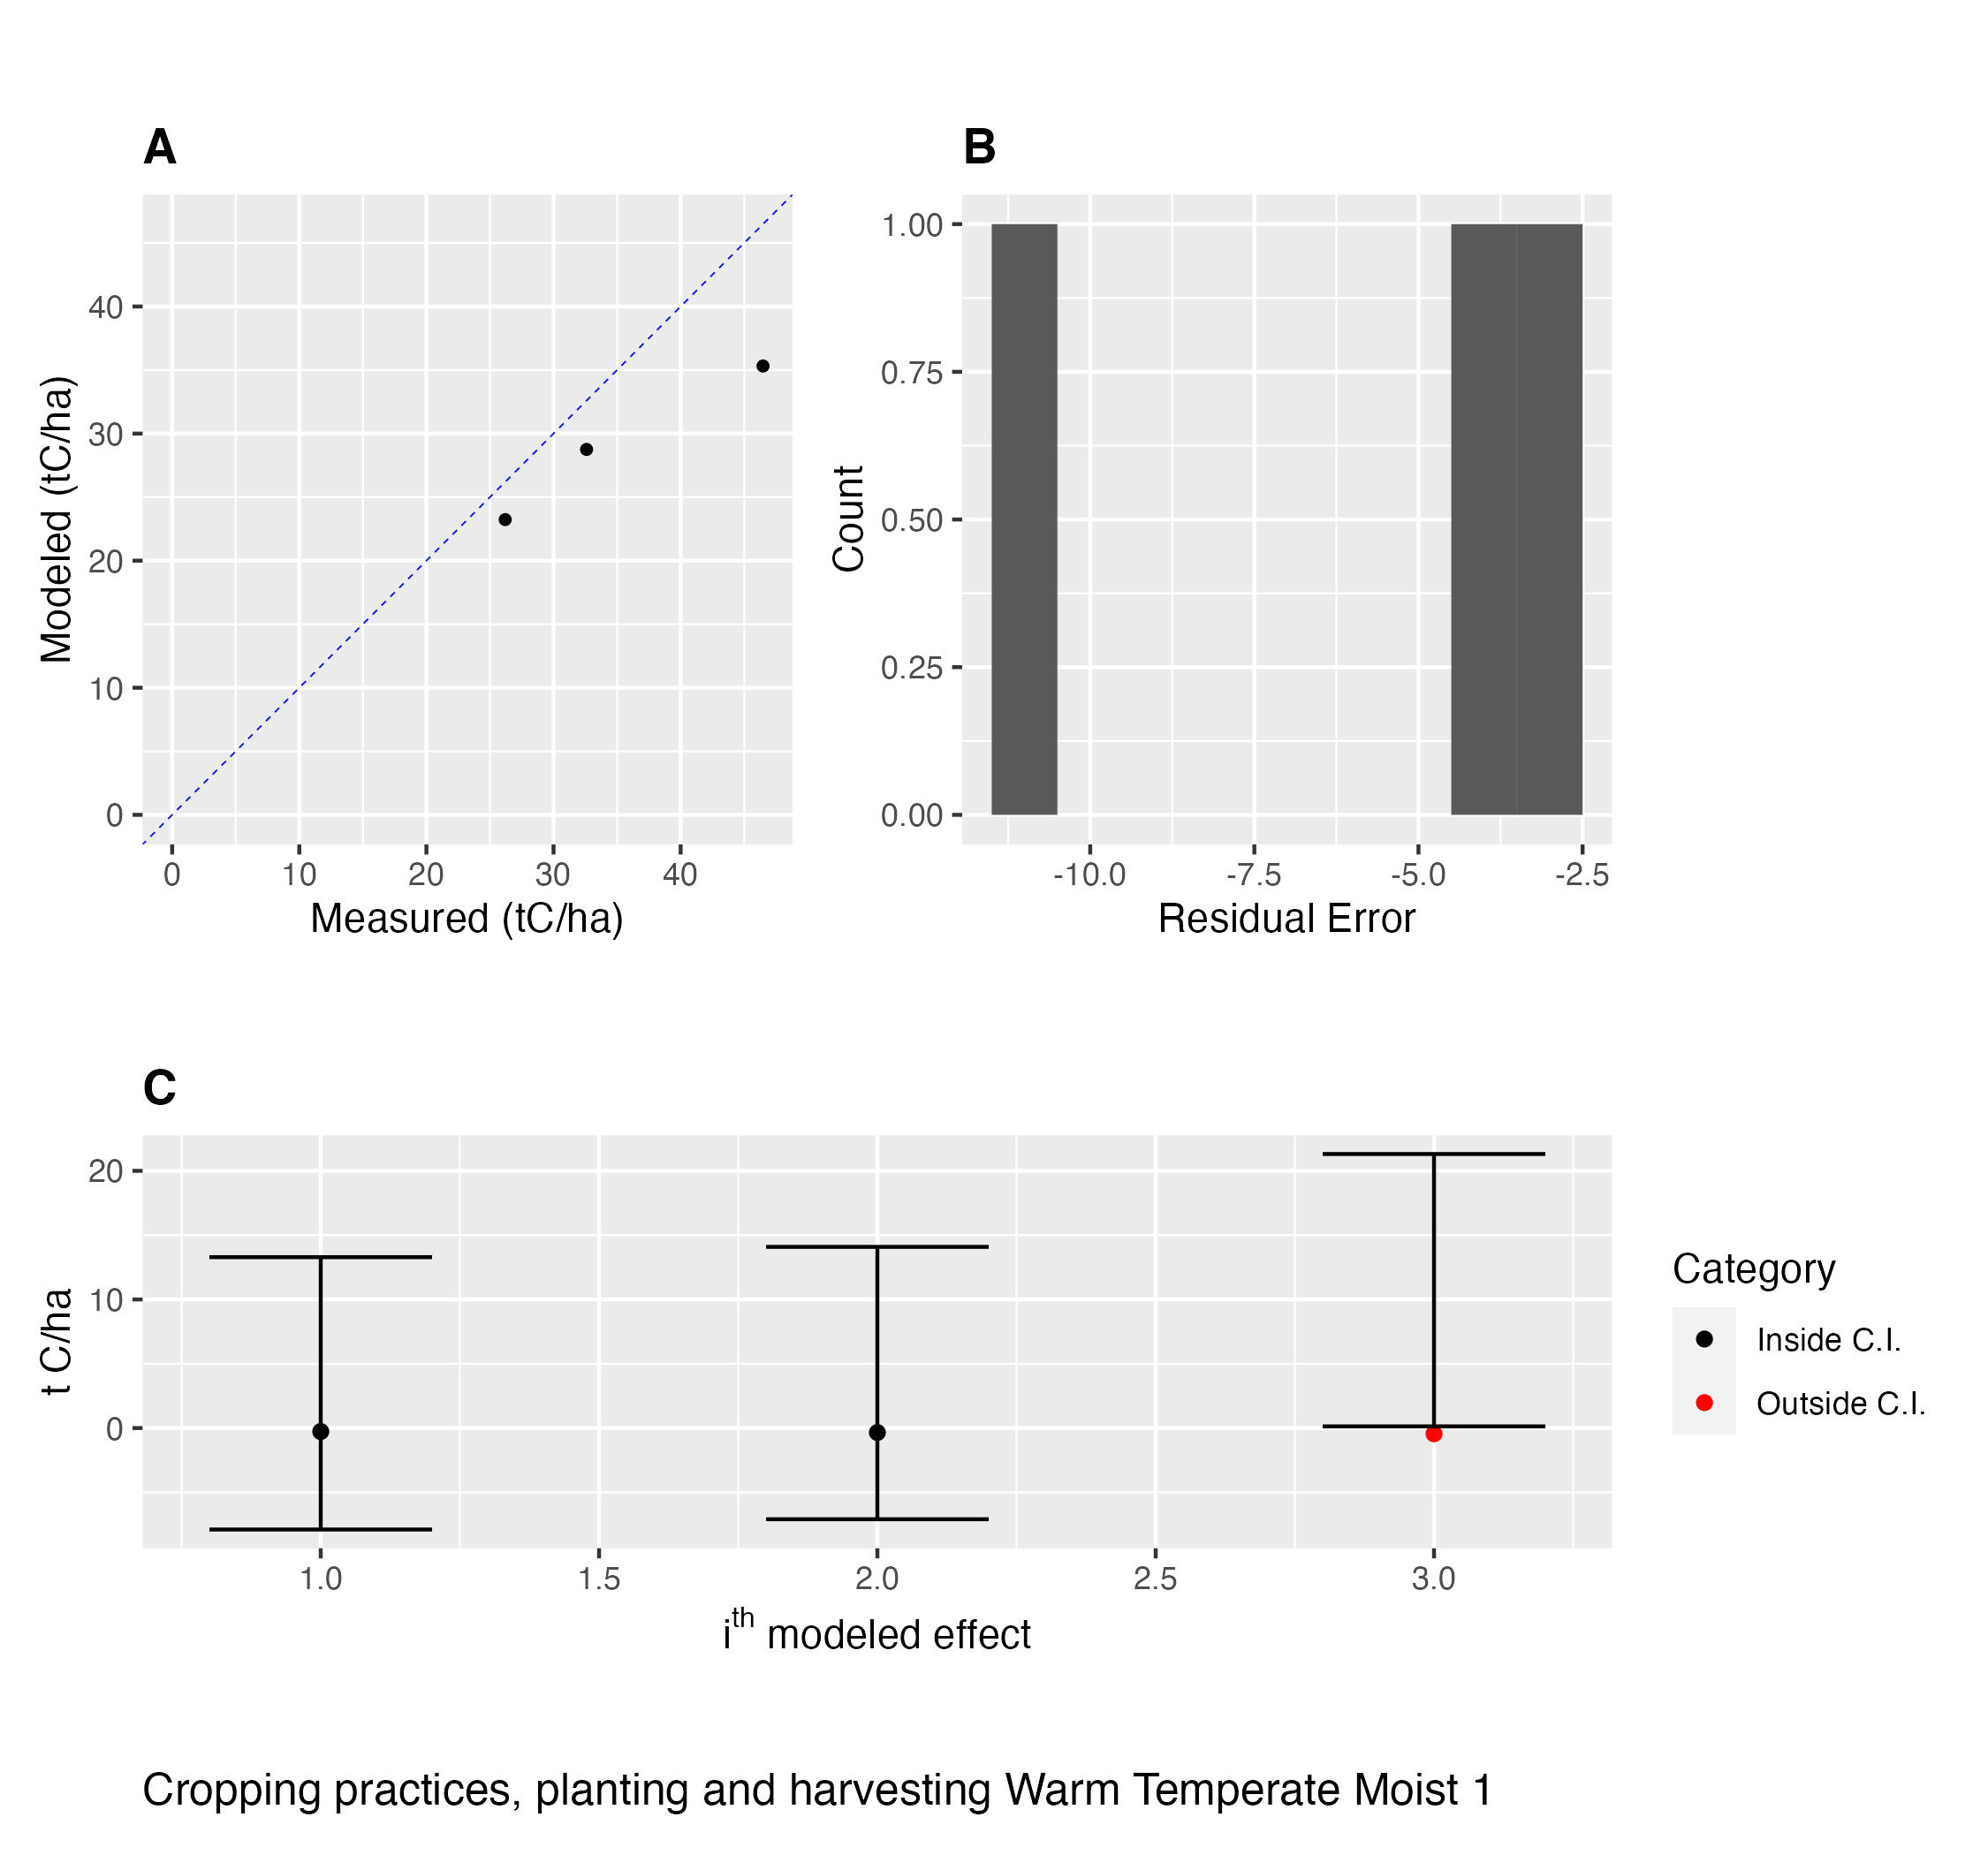 A
40
30
20
10
0
Modeled (tC/ha)
0 10 20 30 40
Measured (tC/ha)
B
1.00
0.75
0.50
0.25
0.00
Count
-10.0 -7.5 -5.0 -2.5
Residual Error
C
20
10
0
t C/ha
1.0 1.5 2.0 2.5 3.0
ith modeled effect
Category
Inside C.I.
Outside C.I.
Cropping practices, planting and harvesting Warm Temperate Moist 1